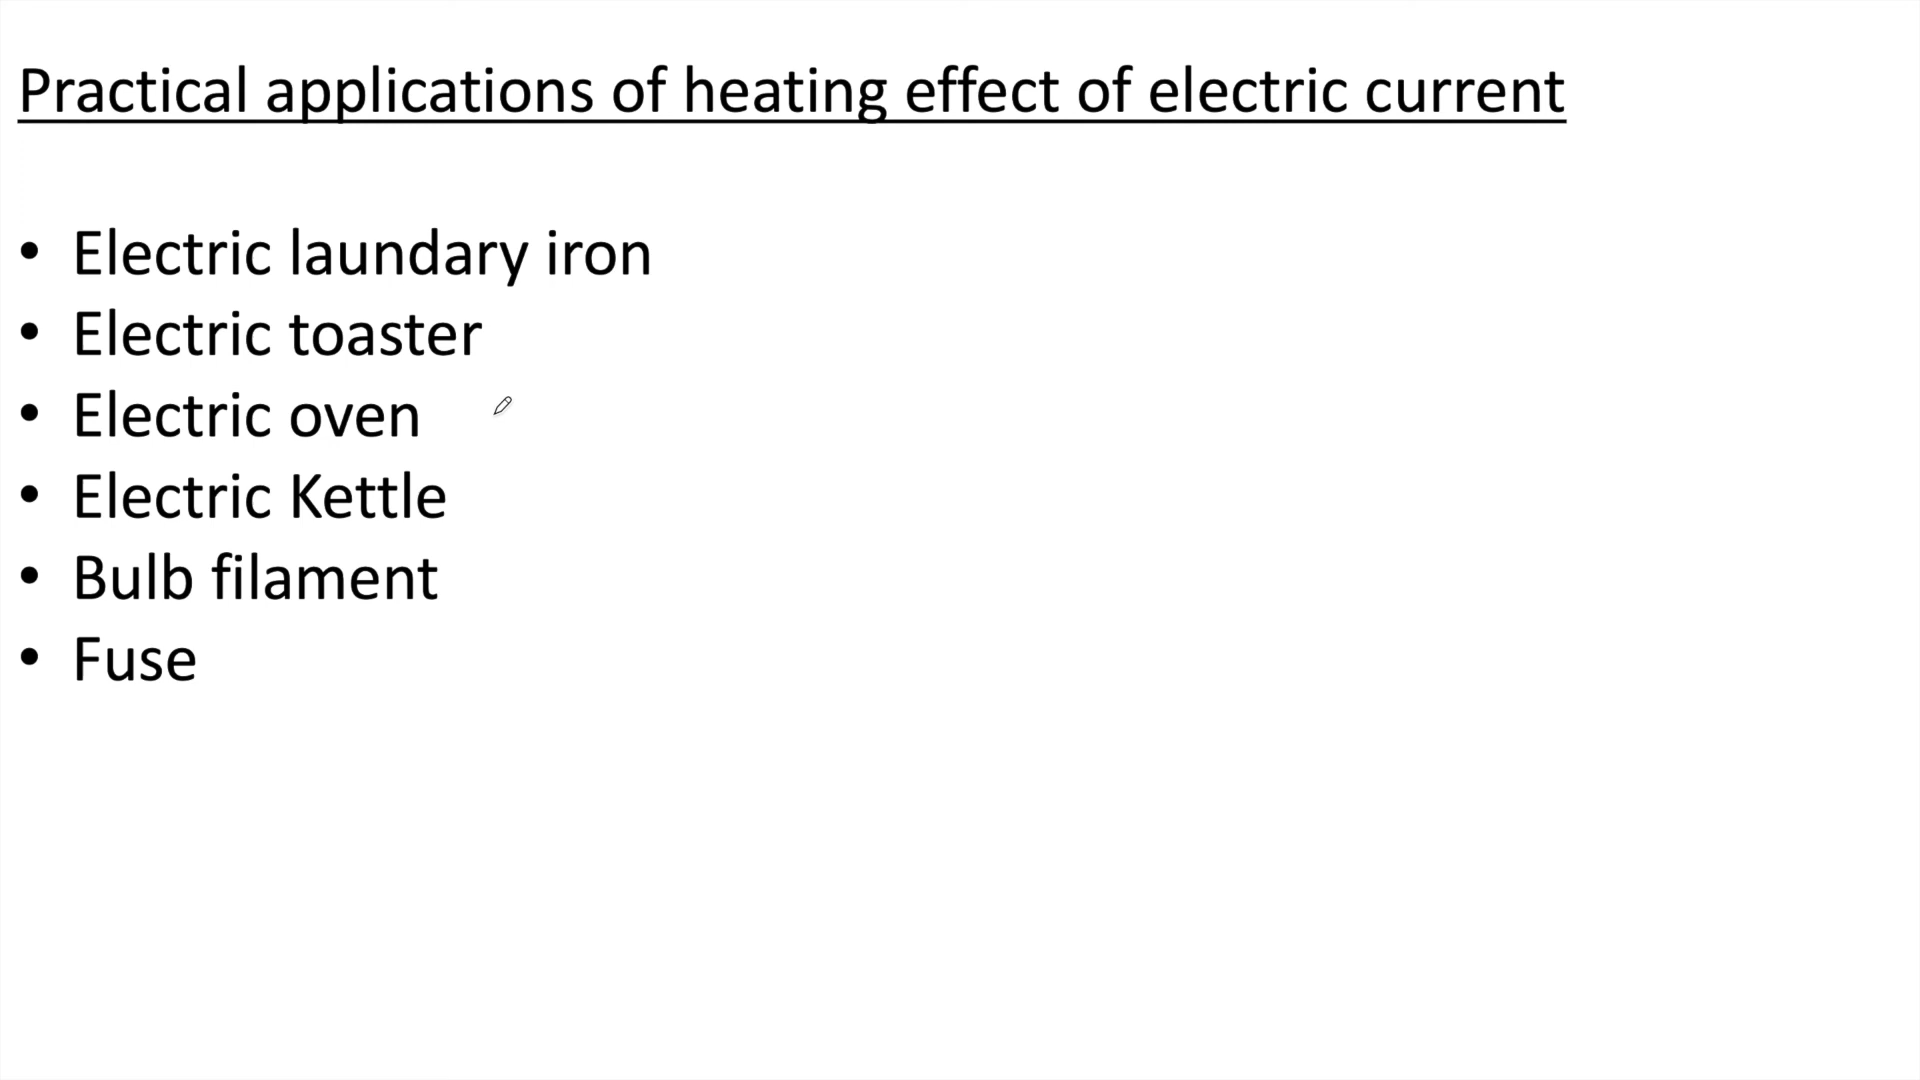 Practical applications of heating effect of electric current
• Electric laundary iron
• Electric toaster
• Electric oven
• Electric Kettle
• Bulb filament
• Fuse